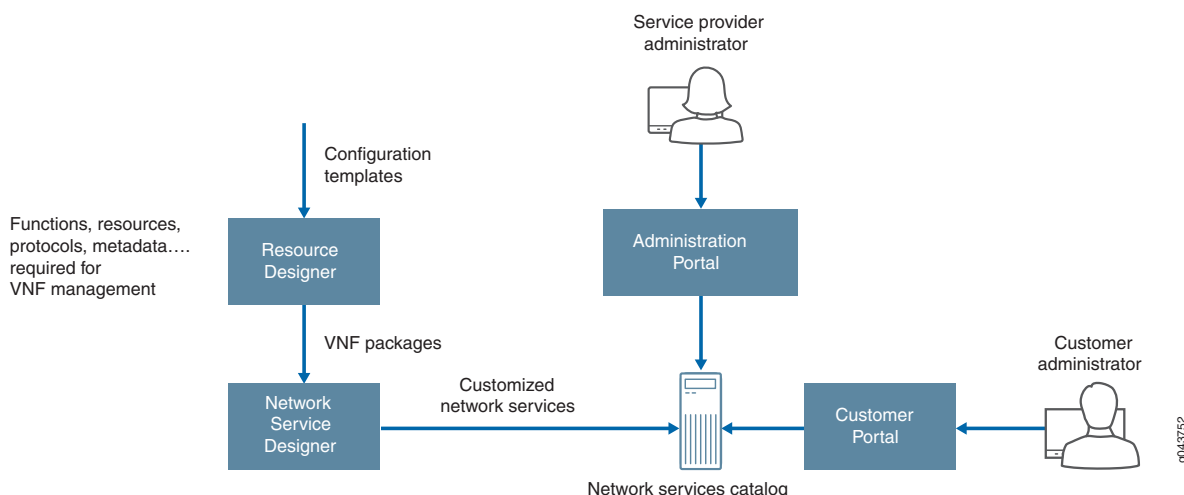 Service provider
administrator
Configuration
templates
Functions, resources,
protocols, metadata....
required for
VNF management
Resource
Designer
Administration
Portal
VNF packages
Customer
administrator
Customized
network services
Network
Service
Designer
Customer
Portal
Network services catalog
g043752